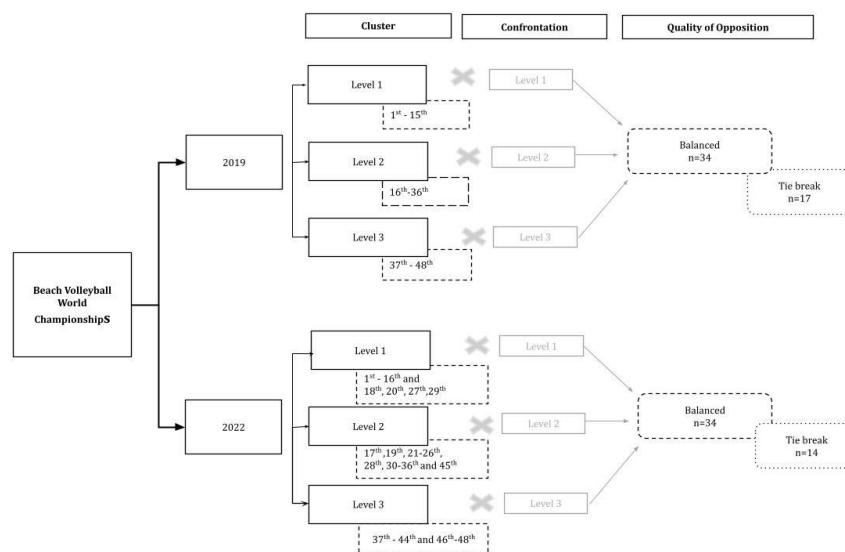 Cluster
Confrontation
Quality of Opposition
Level 1
Level 1
1st - 15th
Balanced
n=34
2019
Level 2
Level 2
16th-36th
Tie break
n=17
Level 3
Level 3
37th - 48th
Beach Volleyball
World
Championships
Level 1
Level 1
1st - 16th and
18th, 20th, 27th,29th
Balanced
n=34
2022
Level 2
Level 2
17th,19th, 21-26th,
28th, 30-36th and 45th
Tie break
n=14
Level 3
Level 3
37th - 44th and 46th-48th